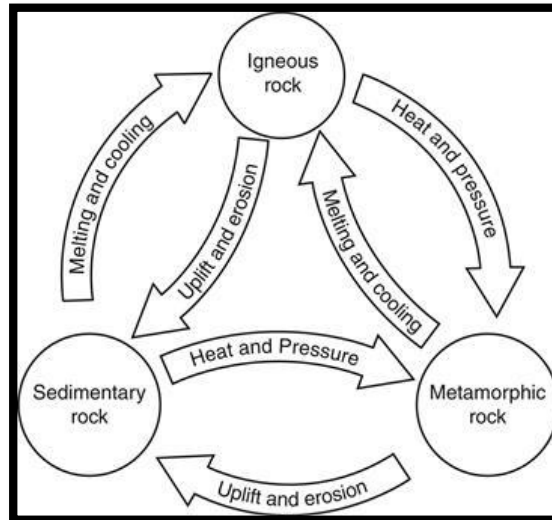 Igneous
rock
Melting and cooling
Heat and pressure
Uplift and erosion
Melting and cooling
Heat and Pressure
Sedimentary
rock
Metamorphic
rock
Uplift and erosion